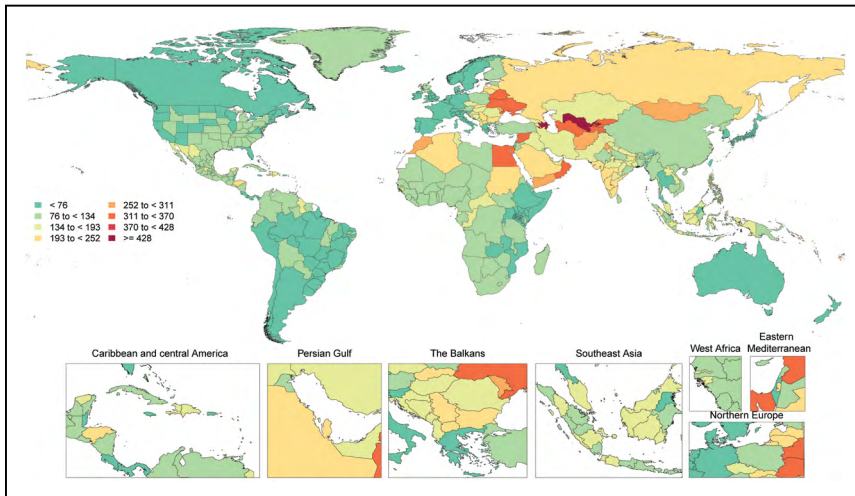 < 76
76 to < 134
134 to < 193
193 to < 252
252 to < 311
311 to < 370
370 to < 428
>= 428
Caribbean and central America
Persian Gulf
The Balkans
Southeast Asia
West Africa
Eastern
Mediterranean
Northern Europe